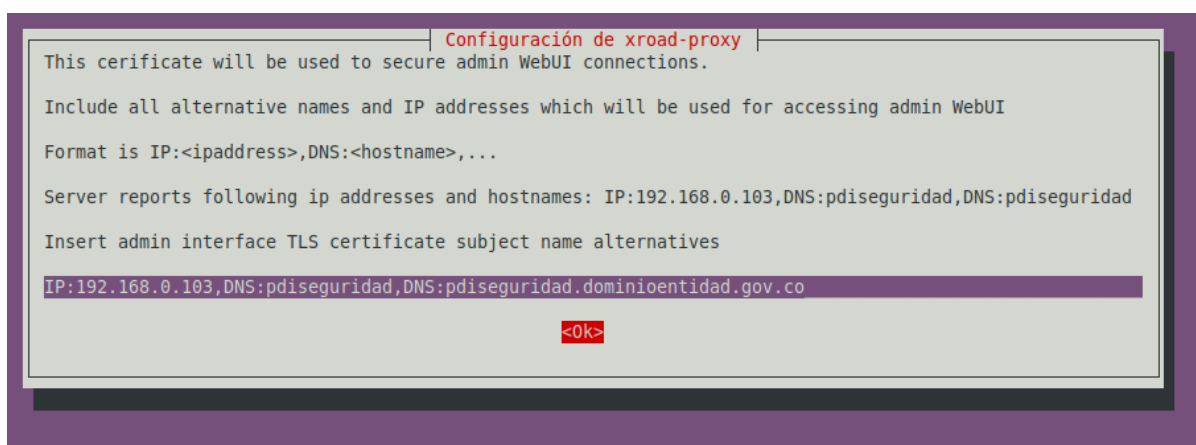 Configuración de xroad-proxy
This cerificate will be used to secure admin WebUI connections.
Include all alternative names and IP addresses which will be used for accessing admin WebUI
Format is IP:<ipaddress>,DNS:<hostname>,...
Server reports following ip addresses and hostnames: IP:192.168.0.103,DNS:pdiseguridad,DNS:pdiseguridad
Insert admin interface TLS certificate subject name alternatives
IP:192.168.0.103,DNS:pdiseguridad,DNS:pdiseguridad.dominioentidad.gov.co
<Ok>